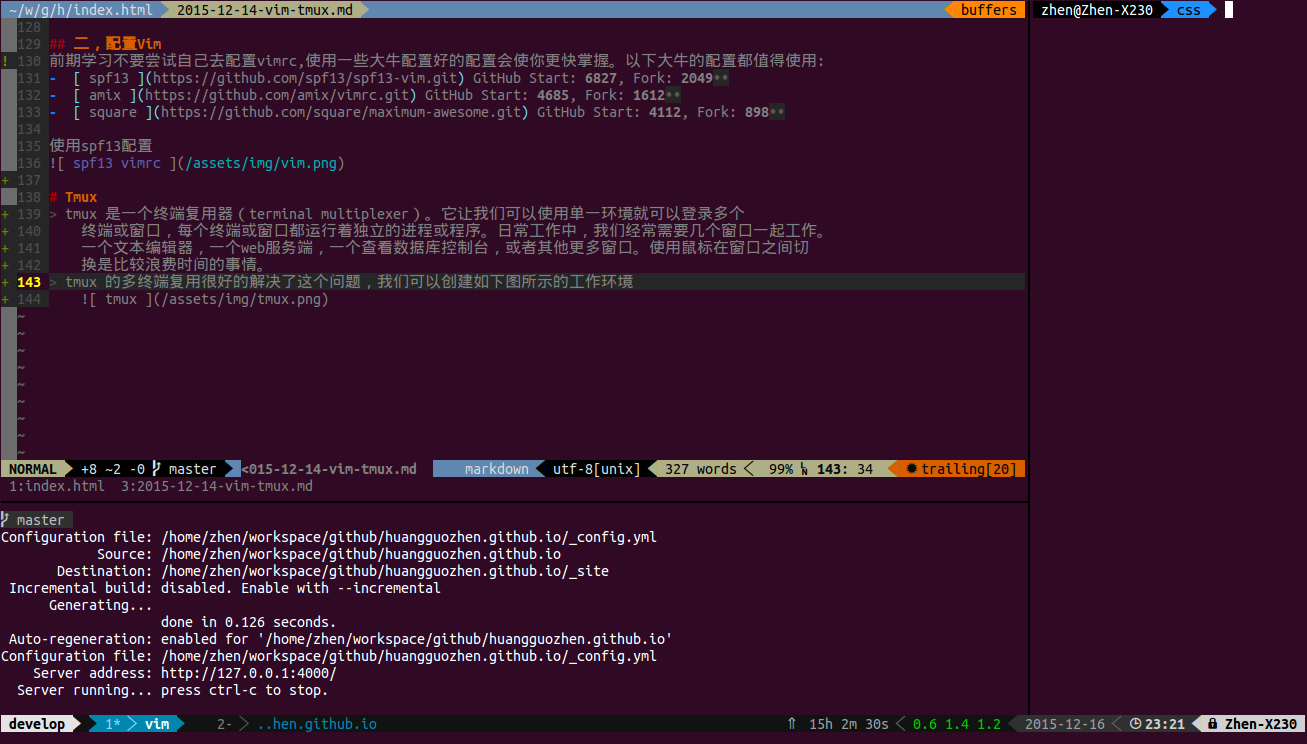 ~/w/g/h/index.html 2015-12-14-vim-tmux.md buffers
128
129 ## 二，配置Vim
! 130 前期学习不要尝试自己去配置vimrc,使用一些大牛配置好的配置会使你更快掌握。以下大牛的配置都值得使用:
131 - [ spf13 ](https://github.com/spf13/spf13-vim.git) GitHub Start: 6827, Fork: 2049••
132 - [ amix ](https://github.com/amix/vimrc.git) GitHub Start: 4685, Fork: 1612••
133 - [ square ](https://github.com/square/maximum-awesome.git) GitHub Start: 4112, Fork: 898••
134
135 使用spf13配置
136 ![ spf13 vimrc ](/assets/img/vim.png)
+ 137
138 # Tmux
+ 139 > tmux 是一个终端复用器（terminal multiplexer）。它让我们可以使用单一环境就可以登录多个
+ 140 终端或窗口，每个终端或窗口都运行着独立的进程或程序。日常工作中，我们经常需要几个窗口一起工作。
+ 141 一个文本编辑器，一个web服务端，一个查看数据库控制台，或者其他更多窗口。使用鼠标在窗口之间切
+ 142 换是比较浪费时间的事情。
+ 143 > tmux 的多终端复用很好的解决了这个问题，我们可以创建如下图所示的工作环境
+ 144 ![ tmux ](/assets/img/tmux.png)
~
~
~
~
~
~
~
~
~
NORMAL +8 ~2 -0 master <015-12-14-vim-tmux.md markdown utf-8[unix] 327 words 99% 143: 34 trailing[20]
1:index.html 3:2015-12-14-vim-tmux.md
master
Configuration file: /home/zhen/workspace/github/huangguozhen.github.io/_config.yml
Source: /home/zhen/workspace/github/huangguozhen.github.io
Destination: /home/zhen/workspace/github/huangguozhen.github.io/_site
Incremental build: disabled. Enable with --incremental
Generating...
done in 0.126 seconds.
Auto-regeneration: enabled for '/home/zhen/workspace/github/huangguozhen.github.io'
Configuration file: /home/zhen/workspace/github/huangguozhen.github.io/_config.yml
Server address: http://127.0.0.1:4000/
Server running... press ctrl-c to stop.
zhen@Zhen-X230 css
develop 1* vim 2- ..hen.github.io ⇑ 15h 2m 30s 0.6 1.4 1.2 2015-12-16 23:21 Zhen-X230